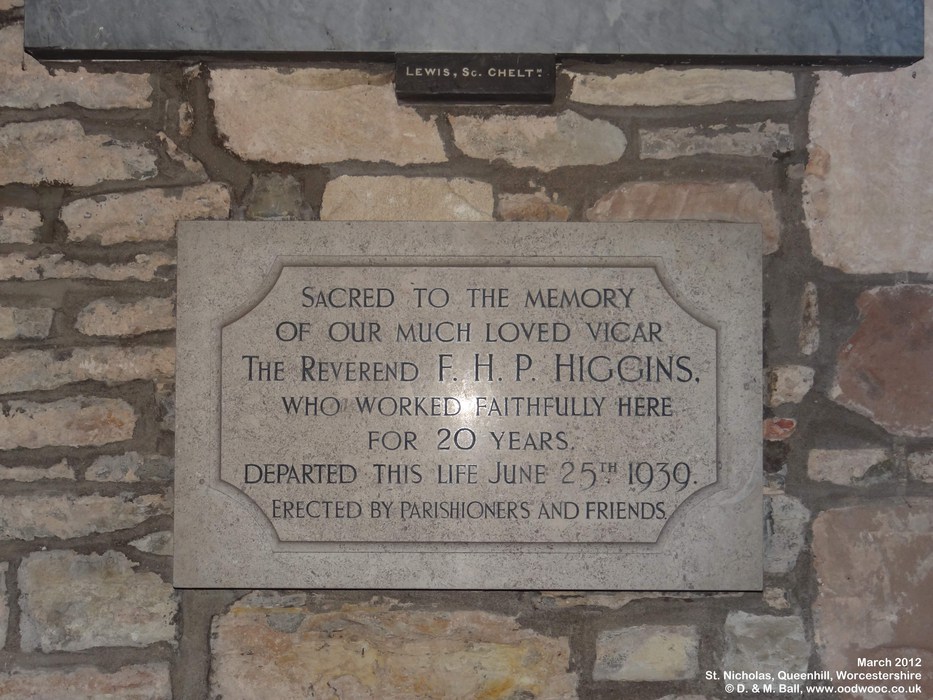 LEWIS, Sc. CHELTᴺ.
SACRED TO THE MEMORY
OF OUR MUCH LOVED VICAR
THE REVEREND F. H. P. HIGGINS,
WHO WORKED FAITHFULLY HERE
FOR 20 YEARS.
DEPARTED THIS LIFE JUNE 25TH 1939.
ERECTED BY PARISHIONERS AND FRIENDS.
March 2012
St. Nicholas, Queenhill, Worcestershire
© D. & M. Ball, www.oodwooc.co.uk